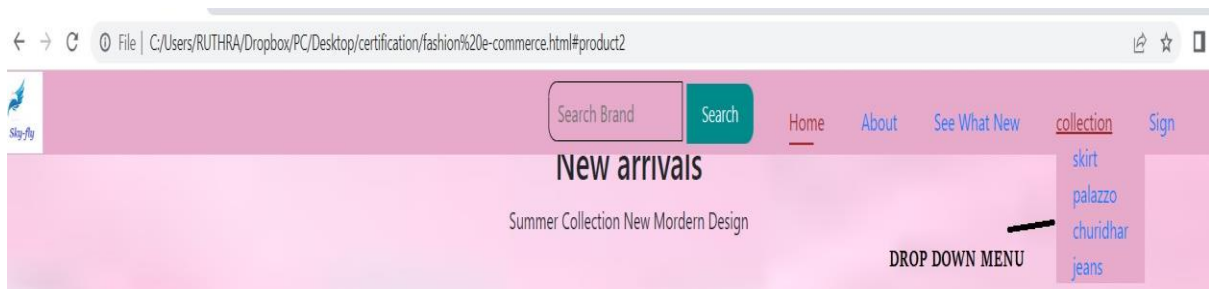 File | C:/Users/RUTHRA/Dropbox/PC/Desktop/certification/fashion%20e-commerce.html#product2
Sky-fly
Search Brand Search Home About See What New collection Sign
skirt
palazzo
churidhar
jeans
New arrivals
Summer Collection New Mordern Design
DROP DOWN MENU